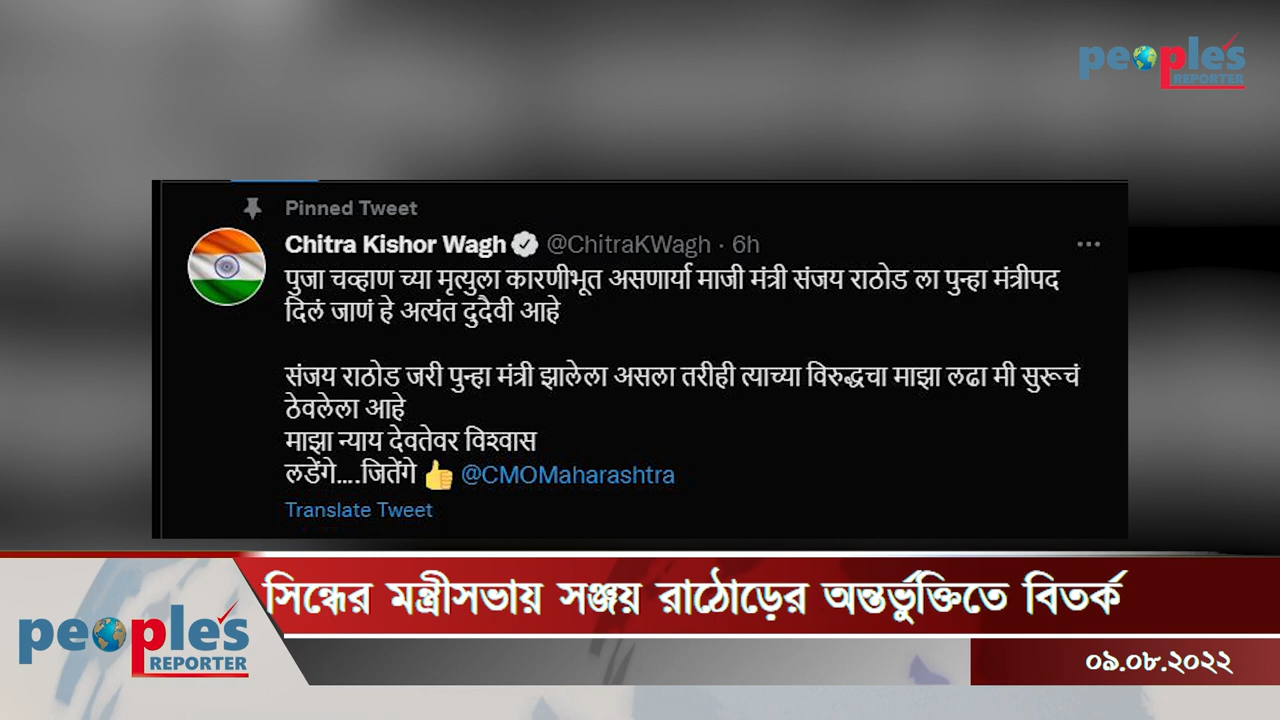 people's
REPORTER
Pinned Tweet
Chitra Kishor Wagh @ChitraKWagh · 6h
पुजा चव्हाण च्या मृत्युला कारणीभूत असणार्या माजी मंत्री संजय राठोड ला पुन्हा मंत्रीपद
दिलं जाणं हे अत्यंत दुदैवी आहे
संजय राठोड जरी पुन्हा मंत्री झालेला असला तरीही त्याच्या विरुद्धचा माझा लढा मी सुरूचं
ठेवलेला आहे
माझा न्याय देवतेवर विश्वास
लडेंगे....जितेंगे 👍 @CMOMaharashtra
Translate Tweet
সিন্ধের মন্ত্রীসভায় সঞ্জয় রাঠোড়ের অন্তর্ভুক্তিতে বিতর্ক
people's
REPORTER
০৯.০৮.২০২২